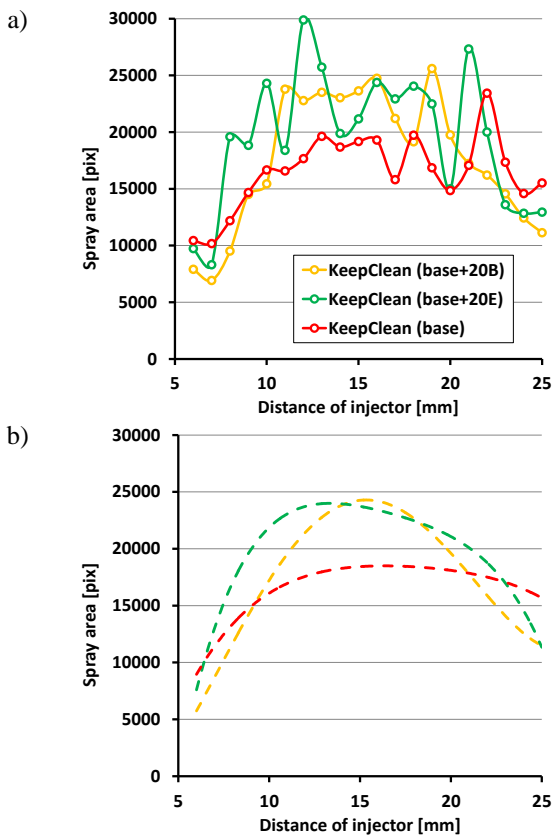 a)
30000
25000
20000
15000
10000
5000
0
Spray area [pix]
KeepClean (base+20B)
KeepClean (base+20E)
KeepClean (base)
5 10 15 20 25
Distance of injector [mm]
b)
30000
25000
20000
15000
10000
5000
0
Spray area [pix]
5 10 15 20 25
Distance of injector [mm]